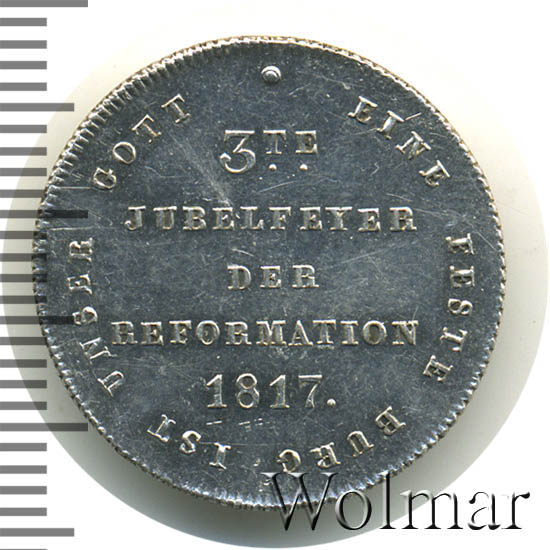 EINE FESTE BURG IST UNSER GOTT
3TE
JUBELFEYER
DER
REFORMATION
1817.
Wolmar